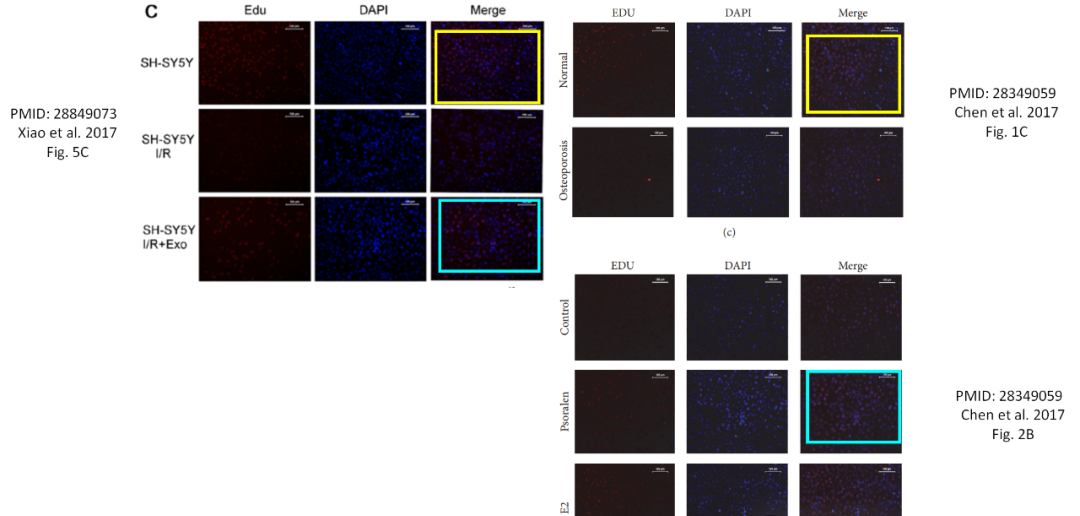 C
Edu DAPI Merge
SH-SY5Y
SH-SY5Y
I/R
SH-SY5Y
I/R+Exo
PMID: 28849073
Xiao et al. 2017
Fig. 5C
EDU DAPI Merge
Normal
Osteoporosis
(c)
PMID: 28349059
Chen et al. 2017
Fig. 1C
EDU DAPI Merge
Control
Psoralen
E2
PMID: 28349059
Chen et al. 2017
Fig. 2B